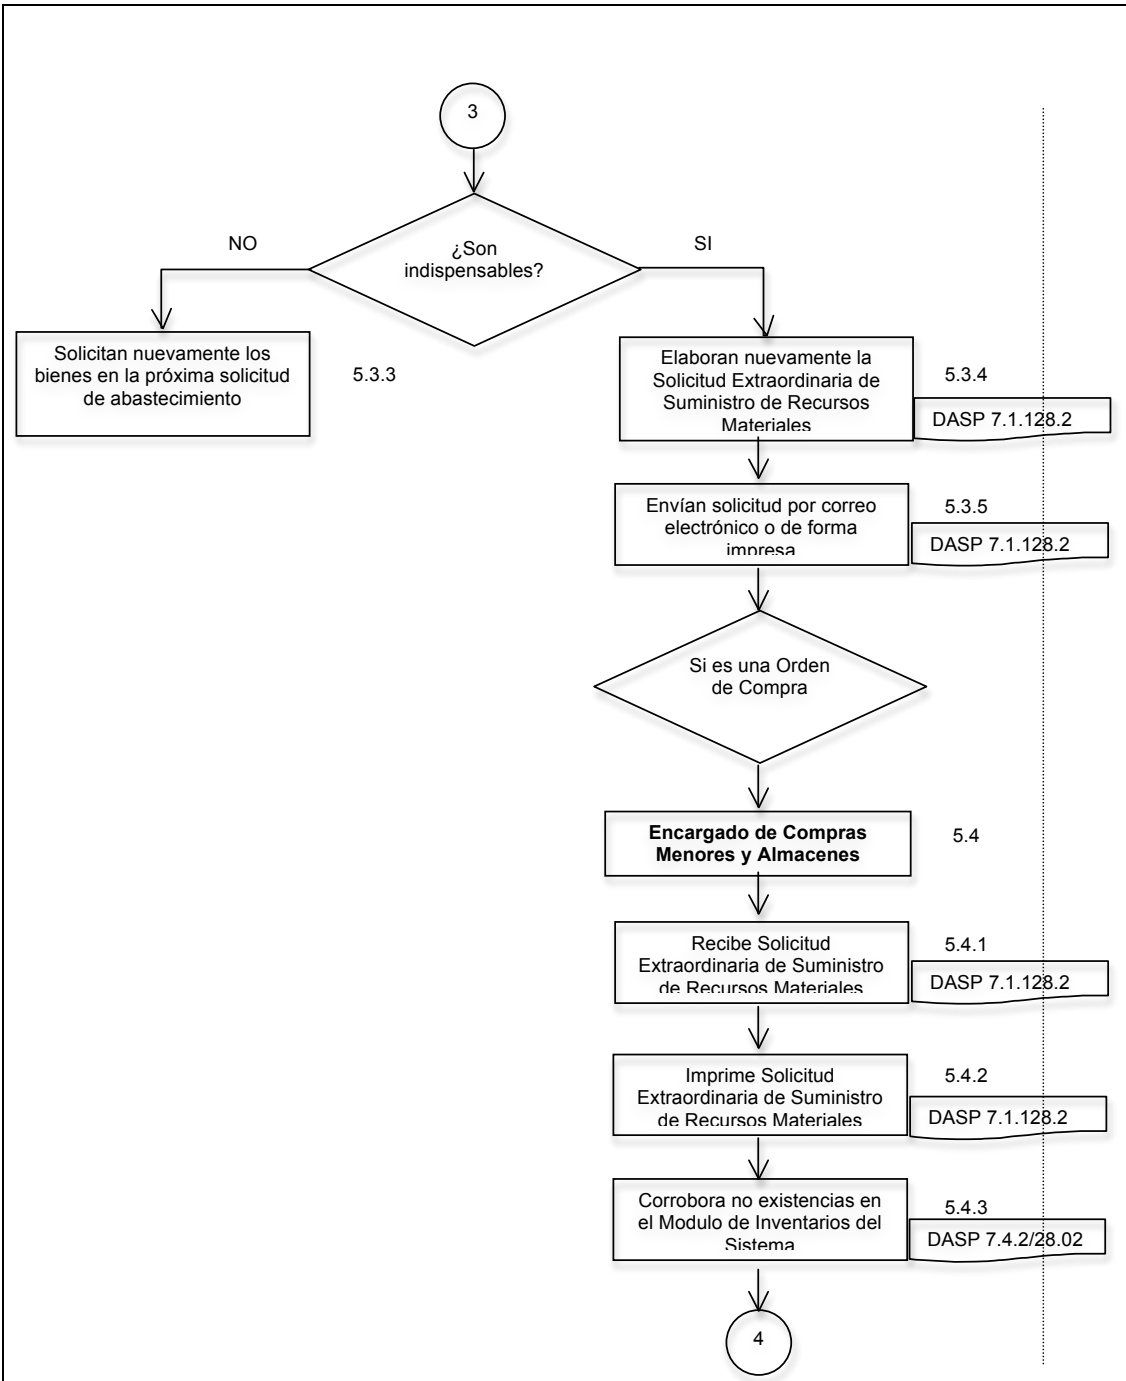 3
NO
SI
¿Son
indispensables?
Solicitan nuevamente los
bienes en la próxima solicitud
de abastecimiento
5.3.3
Elaboran nuevamente la
Solicitud Extraordinaria de
Suministro de Recursos
Materiales
5.3.4
DASP 7.1.128.2
Envían solicitud por correo
electrónico o de forma
impresa
5.3.5
DASP 7.1.128.2
Si es una Orden
de Compra
Encargado de Compras
Menores y Almacenes
5.4
Recibe Solicitud
Extraordinaria de Suministro
de Recursos Materiales
5.4.1
DASP 7.1.128.2
Imprime Solicitud
Extraordinaria de Suministro
de Recursos Materiales
5.4.2
DASP 7.1.128.2
Corrobora no existencias en
el Modulo de Inventarios del
Sistema
5.4.3
DASP 7.4.2/28.02
4